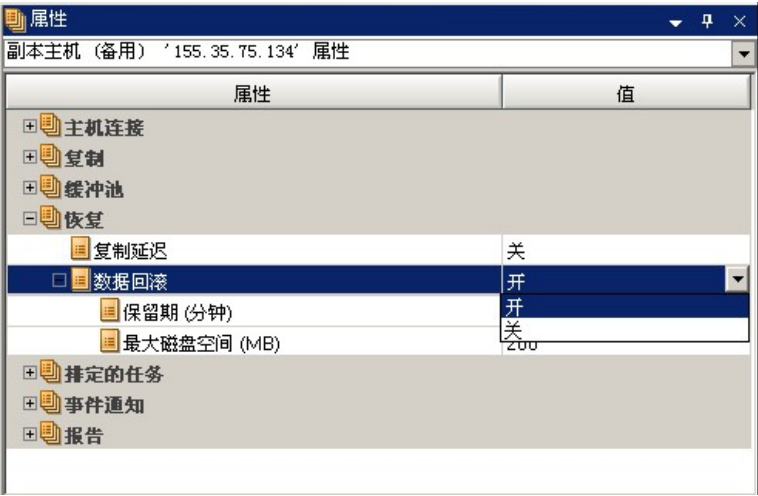 属性
副本主机 (备用) '155.35.75.134' 属性
属性 值
主机连接
复制
缓冲池
恢复
复制延迟 关
数据回滚 开
保留期 (分钟) 开
关
最大磁盘空间 (MB) 200
排定的任务
事件通知
报告